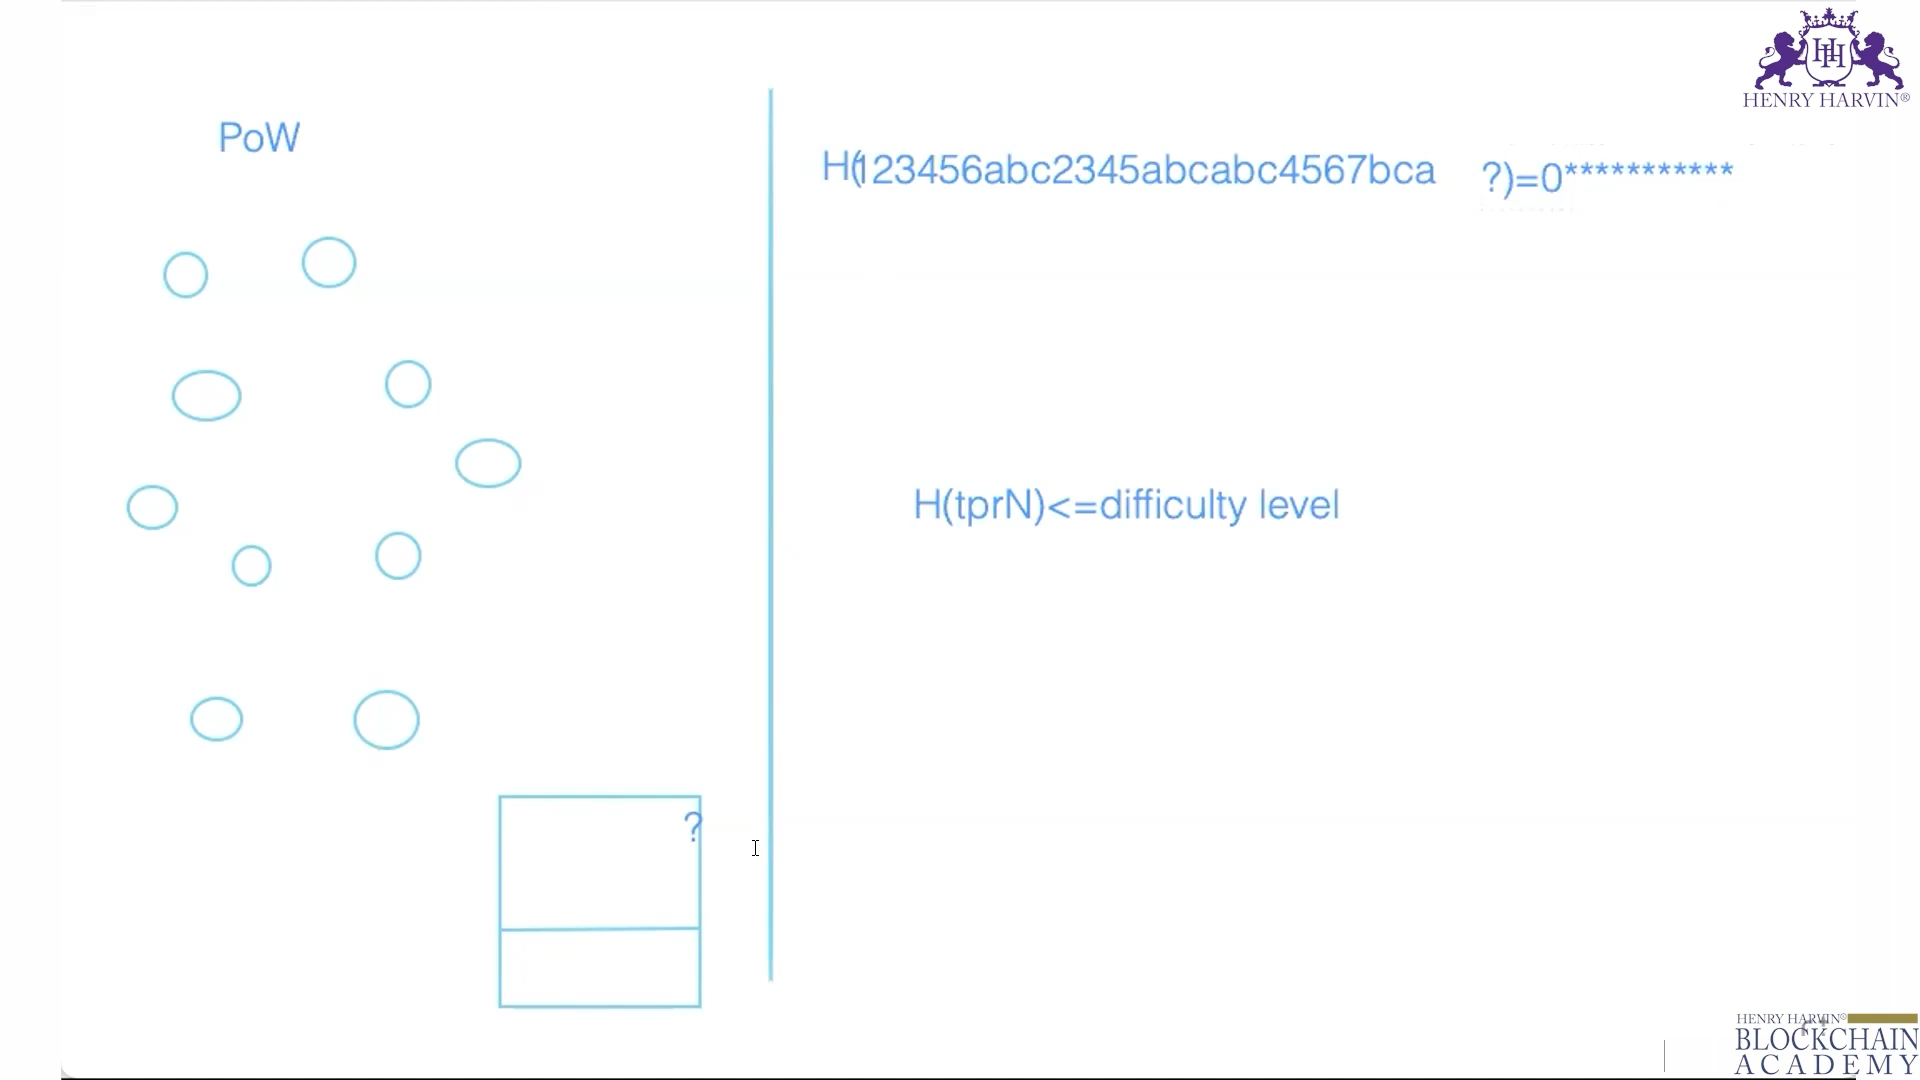 HENRY HARVIN®
PoW
H(123456abc2345abcabc4567bca ?)=0***********
H(tprN)<=difficulty level
?
HENRY HARVIN®
BLOCKCHAIN
ACADEMY